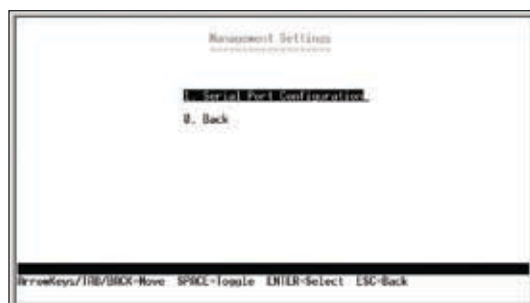 Management Settings
1. Serial Port Configuration
0. Back
ArrowKeys/TAB/BACK=Move SPACE=Toggle ENTER=Select ESC=Back